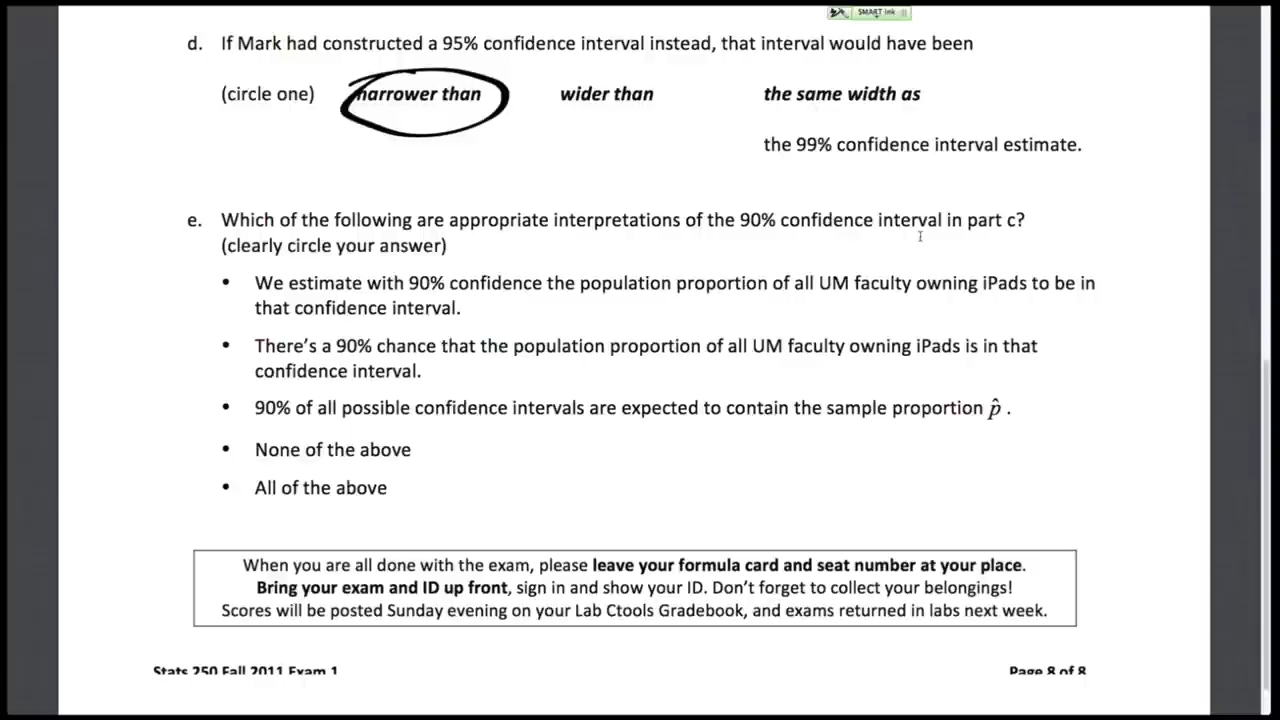 SMART Ink
d. If Mark had constructed a 95% confidence interval instead, that interval would have been
(circle one) narrower than wider than the same width as
the 99% confidence interval estimate.
e. Which of the following are appropriate interpretations of the 90% confidence interval in part c?
(clearly circle your answer)
• We estimate with 90% confidence the population proportion of all UM faculty owning iPads to be in
that confidence interval.
• There’s a 90% chance that the population proportion of all UM faculty owning iPads is in that
confidence interval.
• 90% of all possible confidence intervals are expected to contain the sample proportion p̂ .
• None of the above
• All of the above
When you are all done with the exam, please leave your formula card and seat number at your place.
Bring your exam and ID up front, sign in and show your ID. Don’t forget to collect your belongings!
Scores will be posted Sunday evening on your Lab Ctools Gradebook, and exams returned in labs next week.
Stats 250 Fall 2011 Exam 1 Page 8 of 8